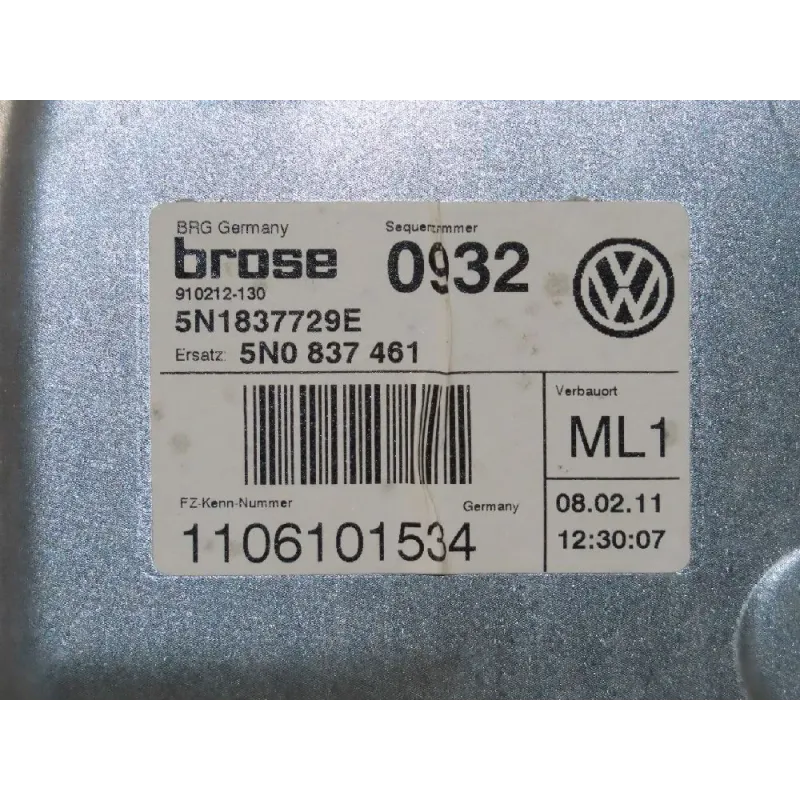 BRG Germany
Sequenznummer
brose
0932
910212-130
5N1837729E
Ersatz: 5N0 837 461
Verbauort
ML1
FZ-Kenn-Nummer
Germany
1106101534
08.02.11
12:30:07